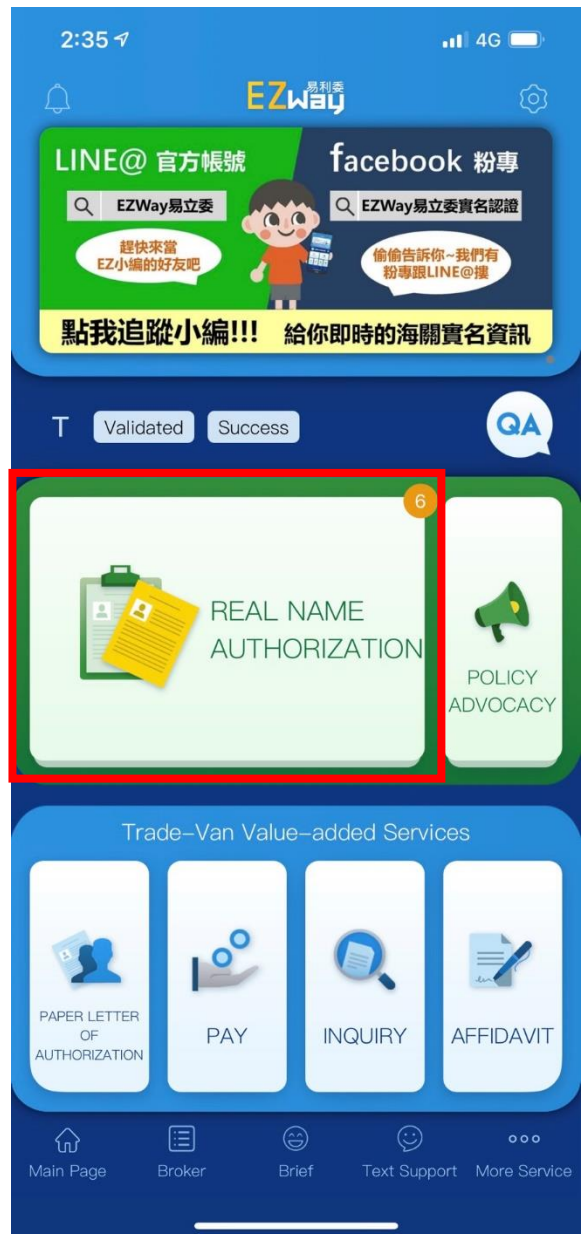 2:35
4G
EZway 易利委
LINE@ 官方帳號
facebook 粉專
EZWay易立委
EZWay易立委實名認證
趕快來當
EZ小編的好友吧
偷偷告訴你~我們有
粉專跟LINE@摟
點我追蹤小編!!! 給你即時的海關實名資訊
T Validated Success
QA
6
REAL NAME
AUTHORIZATION
POLICY
ADVOCACY
Trade-Van Value-added Services
PAPER LETTER
OF
AUTHORIZATION
PAY
INQUIRY
AFFIDAVIT
Main Page Broker Brief Text Support More Service